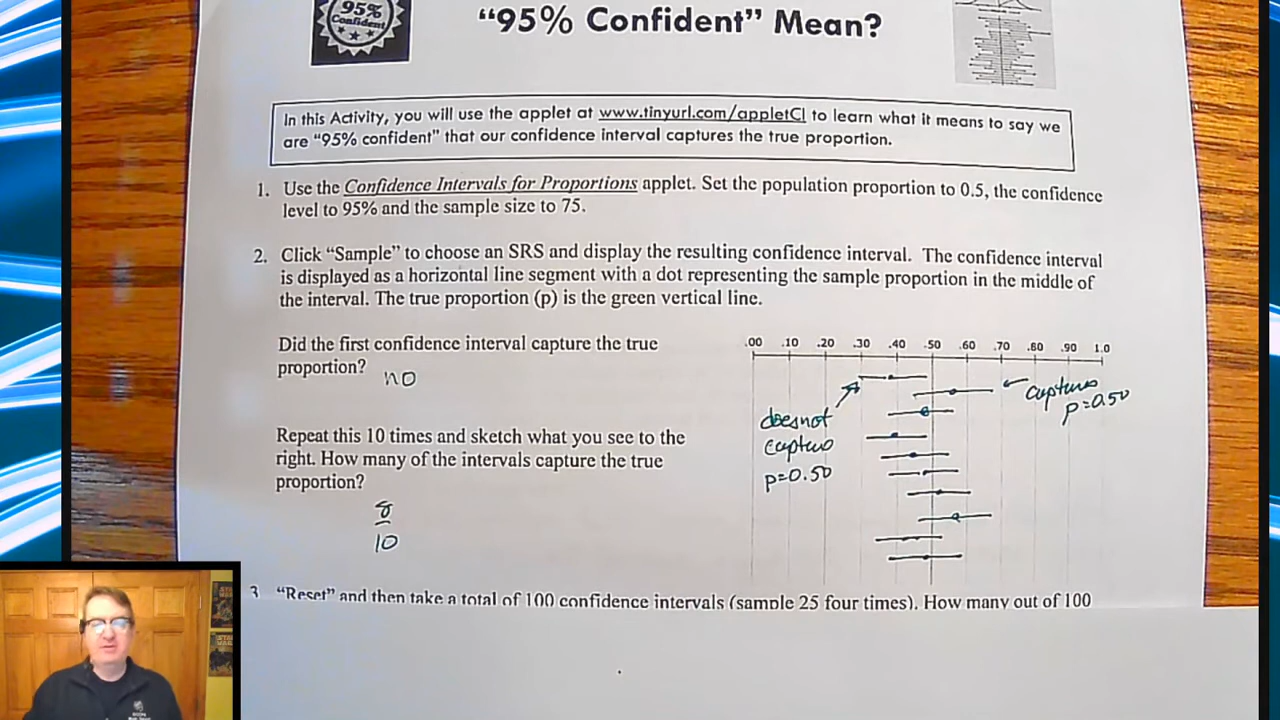 95%
Confident
“95% Confident” Mean?
In this Activity, you will use the applet at www.tinyurl.com/appletCI to learn what it means to say we
are “95% confident” that our confidence interval captures the true proportion.
1. Use the Confidence Intervals for Proportions applet. Set the population proportion to 0.5, the confidence
level to 95% and the sample size to 75.
2. Click “Sample” to choose an SRS and display the resulting confidence interval. The confidence interval
is displayed as a horizontal line segment with a dot representing the sample proportion in the middle of
the interval. The true proportion (p) is the green vertical line.
Did the first confidence interval capture the true
proportion?
no
Repeat this 10 times and sketch what you see to the
right. How many of the intervals capture the true
proportion?
8
10
.00 .10 .20 .30 .40 .50 .60 .70 .80 .90 1.0
does not
capture
p=0.50
captures
p=0.50
3 “Reset” and then take a total of 100 confidence intervals (sample 25 four times). How many out of 100